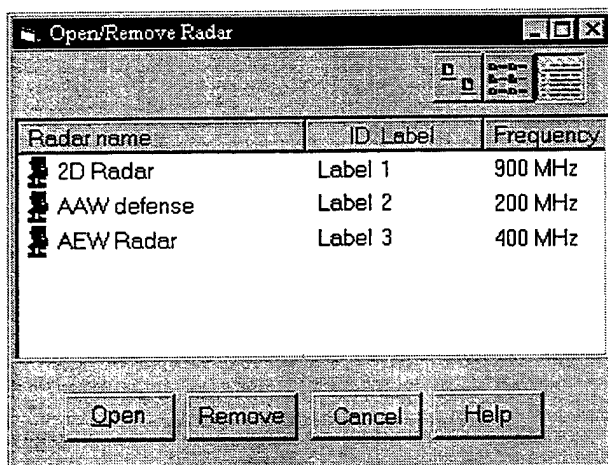 Open/Remove Radar
Radar name ID. Label Frequency
2D Radar Label 1 900 MHz
AAW defense Label 2 200 MHz
AEW Radar Label 3 400 MHz
Open Remove Cancel Help